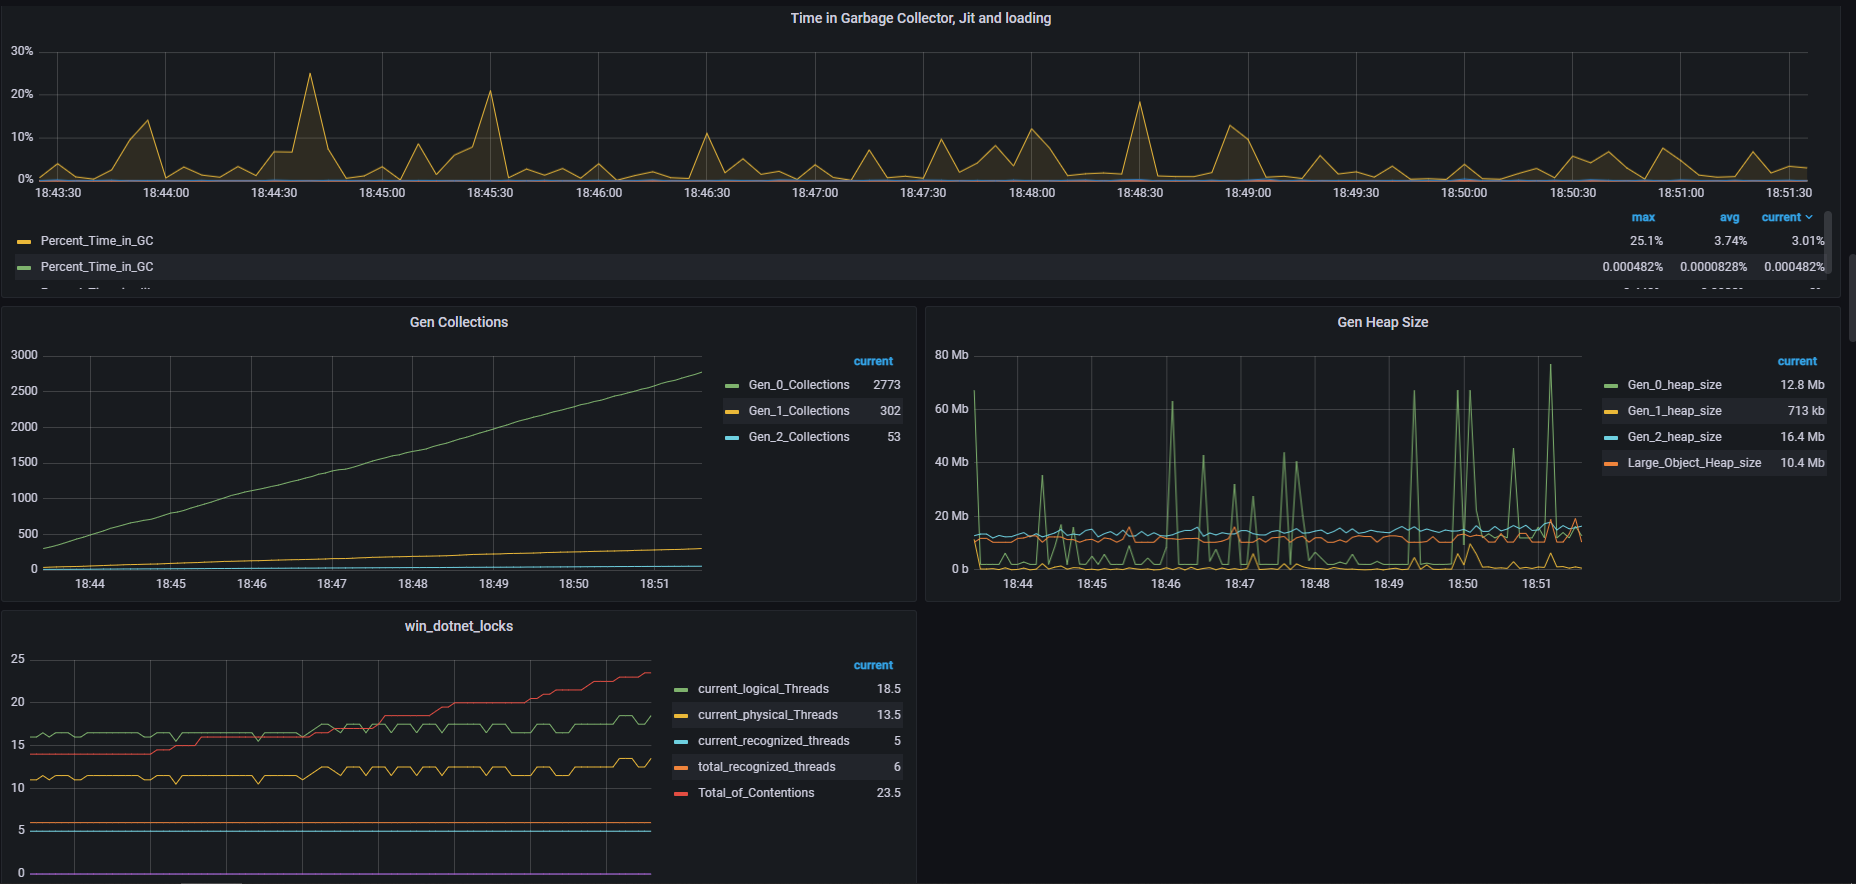 Time in Garbage Collector, Jit and loading
30%
20%
10%
0%
18:43:30 18:44:00 18:44:30 18:45:00 18:45:30 18:46:00 18:46:30 18:47:00 18:47:30 18:48:00 18:48:30 18:49:00 18:49:30 18:50:00 18:50:30 18:51:00 18:51:30
max avg current
Percent_Time_in_GC 25.1% 3.74% 3.01%
Percent_Time_in_GC 0.000482% 0.0000828% 0.000482%
Gen Collections
3000
2500
2000
1500
1000
500
0
18:44 18:45 18:46 18:47 18:48 18:49 18:50 18:51
current
Gen_0_Collections 2773
Gen_1_Collections 302
Gen_2_Collections 53
Gen Heap Size
80 Mb
60 Mb
40 Mb
20 Mb
0 b
18:44 18:45 18:46 18:47 18:48 18:49 18:50 18:51
current
Gen_0_heap_size 12.8 Mb
Gen_1_heap_size 713 kb
Gen_2_heap_size 16.4 Mb
Large_Object_Heap_size 10.4 Mb
win_dotnet_locks
25
20
15
10
5
0
current
current_logical_Threads 18.5
current_physical_Threads 13.5
current_recognized_threads 5
total_recognized_threads 6
Total_of_Contentions 23.5